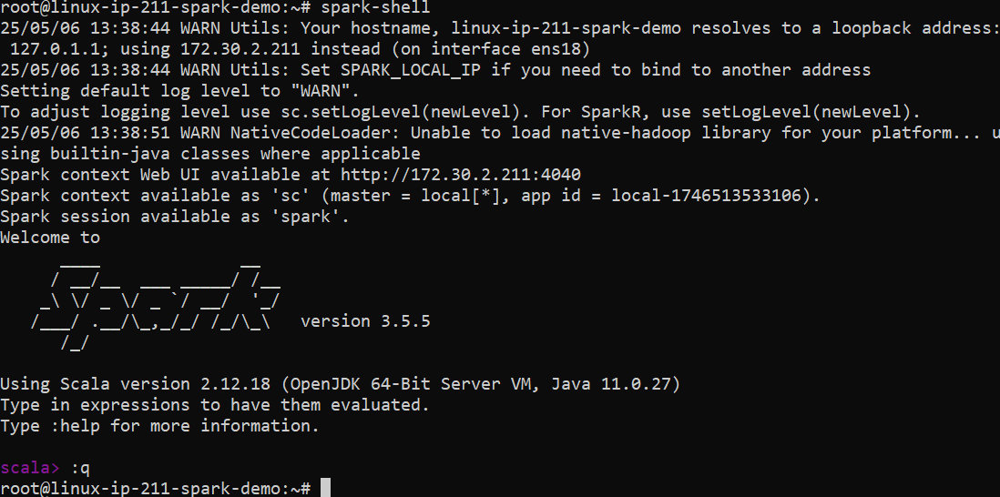 root@linux-ip-211-spark-demo:~# spark-shell
25/05/06 13:38:44 WARN Utils: Your hostname, linux-ip-211-spark-demo resolves to a loopback address:
 127.0.1.1; using 172.30.2.211 instead (on interface ens18)
25/05/06 13:38:44 WARN Utils: Set SPARK_LOCAL_IP if you need to bind to another address
Setting default log level to "WARN".
To adjust logging level use sc.setLogLevel(newLevel). For SparkR, use setLogLevel(newLevel).
25/05/06 13:38:51 WARN NativeCodeLoader: Unable to load native-hadoop library for your platform... u
sing builtin-java classes where applicable
Spark context Web UI available at http://172.30.2.211:4040
Spark context available as 'sc' (master = local[*], app id = local-1746513533106).
Spark session available as 'spark'.
Welcome to
      ____              __
     / __/__  ___ _____/ /__
    _\ \/ _ \/ _ `/ __/  '_/
   /___/ .__/\_,_/_/ /_/\_\   version 3.5.5
      /_/
Using Scala version 2.12.18 (OpenJDK 64-Bit Server VM, Java 11.0.27)
Type in expressions to have them evaluated.
Type :help for more information.
scala> :q
root@linux-ip-211-spark-demo:~#